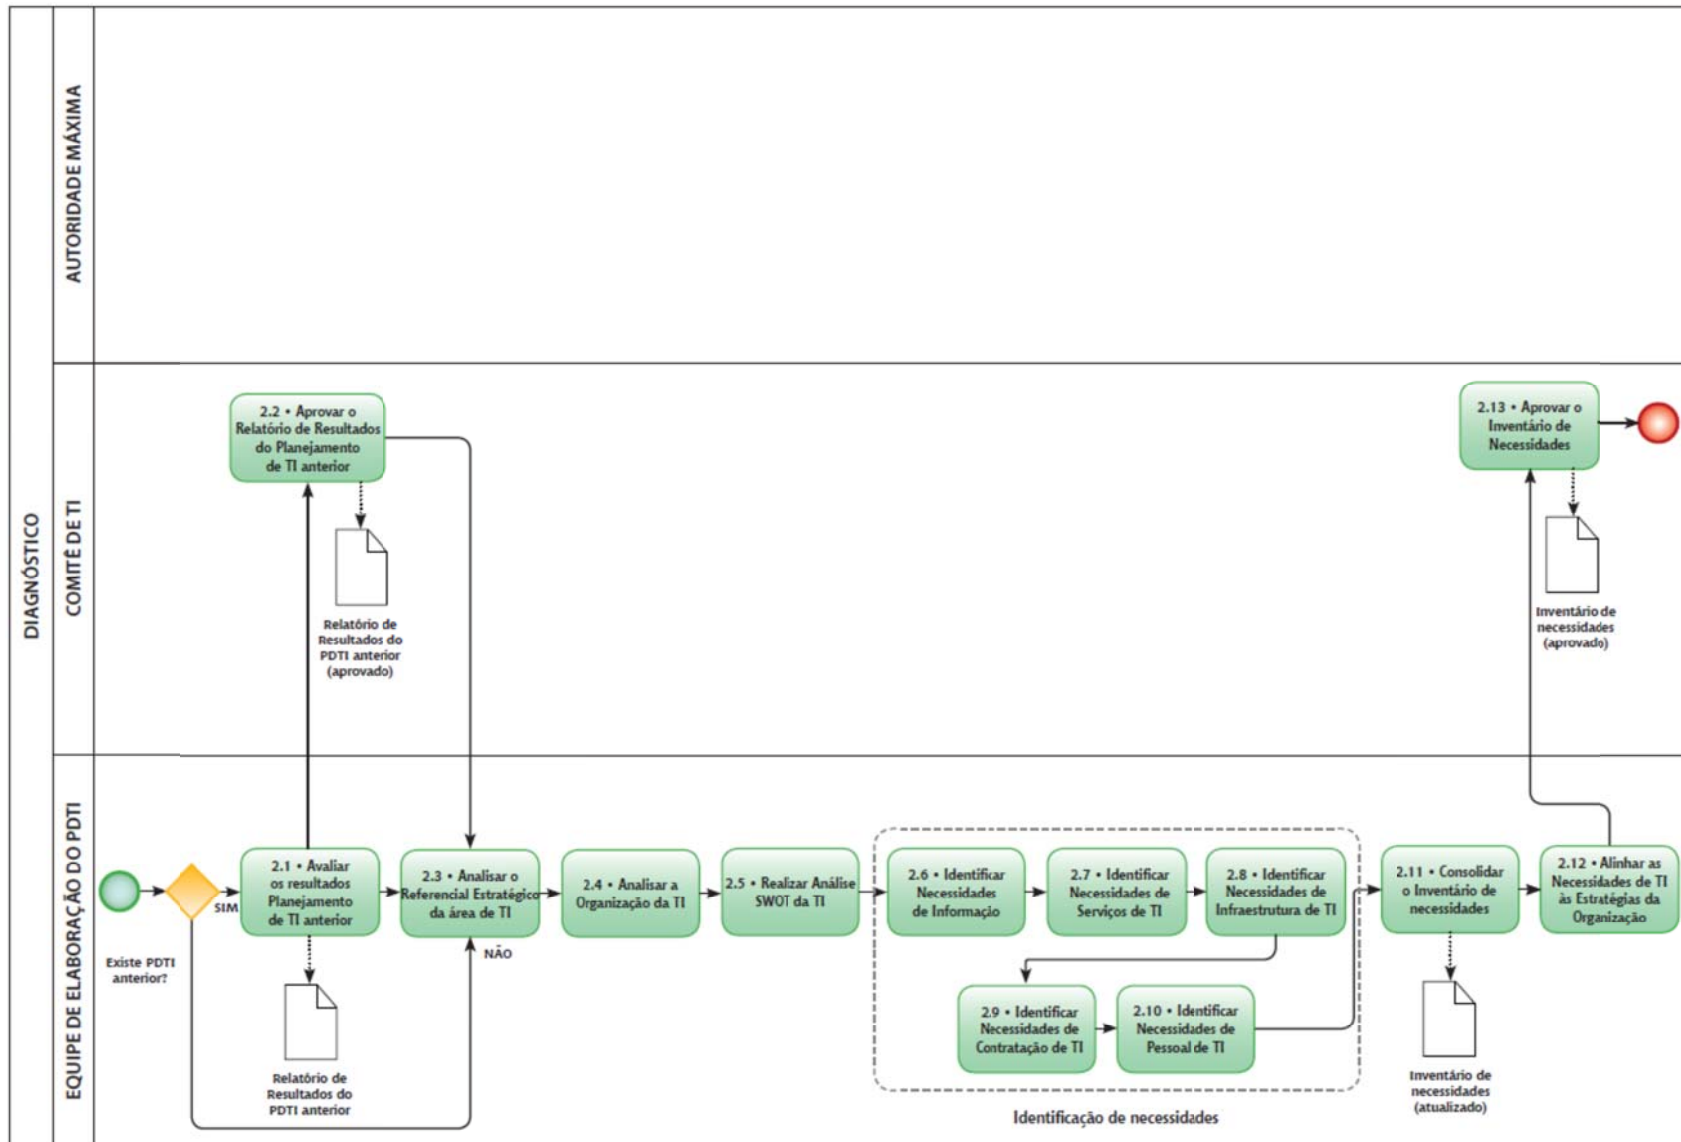 DIAGNÓSTICO
AUTORIDADE MÁXIMA
COMITÊ DE TI
2.2 • Aprovar o
Relatório de Resultados
do Planejamento
de TI anterior
Relatório de
Resultados do
PDTI anterior
(aprovado)
2.13 • Aprovar o
Inventário de
Necessidades
Inventário de
necessidades
(aprovado)
EQUIPE DE ELABORAÇÃO DO PDTI
Existe PDTI
anterior?
SIM
NÃO
2.1 • Avaliar
os resultados
Planejamento
de TI anterior
Relatório de
Resultados do
PDTI anterior
2.3 • Analisar o
Referencial Estratégico
da área de TI
2.4 • Analisar a
Organização da TI
2.5 • Realizar Análise
SWOT da TI
2.6 • Identificar
Necessidades
de Informação
2.7 • Identificar
Necessidades de
Serviços de TI
2.8 • Identificar
Necessidades de
Infraestrutura de TI
2.9 • Identificar
Necessidades de
Contratação de TI
2.10 • Identificar
Necessidades de
Pessoal de TI
Identificação de necessidades
2.11 • Consolidar
o Inventário de
necessidades
Inventário de
necessidades
(atualizado)
2.12 • Alinhar as
Necessidades de TI
às Estratégias da
Organização